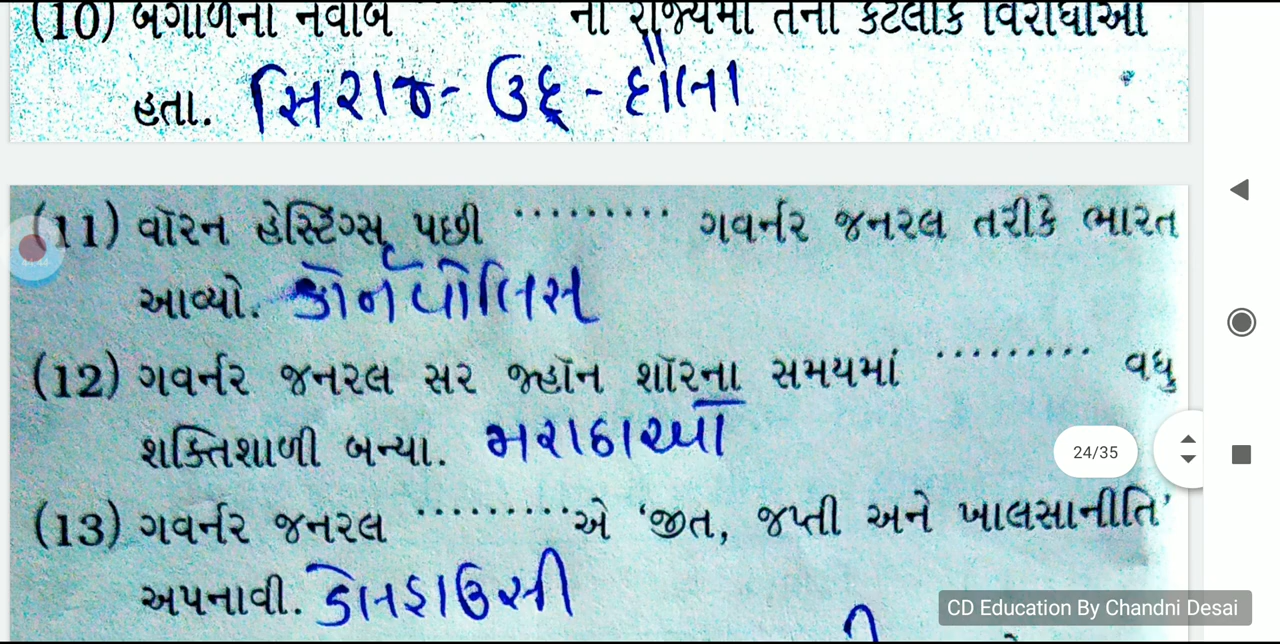 (10) બંગાળના નવાબ ના રાજ્યમાં તેના કેટલાક વિરોધીઓ
હતા. સિરાજ-ઉદ્-દૌલા
(11) વૉરન હેસ્ટિંગ્સ પછી ......... ગવર્નર જનરલ તરીકે ભારત
આવ્યો. કૉર્નવોલિસ
(12) ગવર્નર જનરલ સર જ્હૉન શૉરના સમયમાં ......... વધુ
શક્તિશાળી બન્યા. મરાઠાઓ
24/35
(13) ગવર્નર જનરલ .........એ 'જીત, જપ્તી અને ખાલસાનીતિ'
અપનાવી. ડેલહાઉસી
CD Education By Chandni Desai